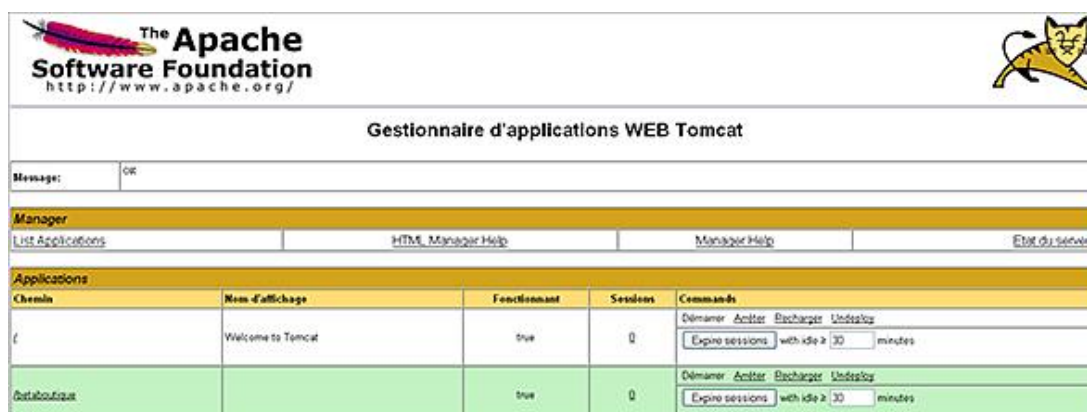 The Apache
Software Foundation
http://www.apache.org/
Gestionnaire d'applications WEB Tomcat
Message: OK
Manager
List Applications HTML Manager Help Manager Help Etat du serveur
Applications
Chemin Nom d'affichage Fonctionnant Sessions Commands
/ Welcome to Tomcat true 0 Démarrer Arrêter Recharger Undeploy
Expire sessions with idle ≥ 30 minutes
/betaboutique true 0 Démarrer Arrêter Recharger Undeploy
Expire sessions with idle ≥ 30 minutes